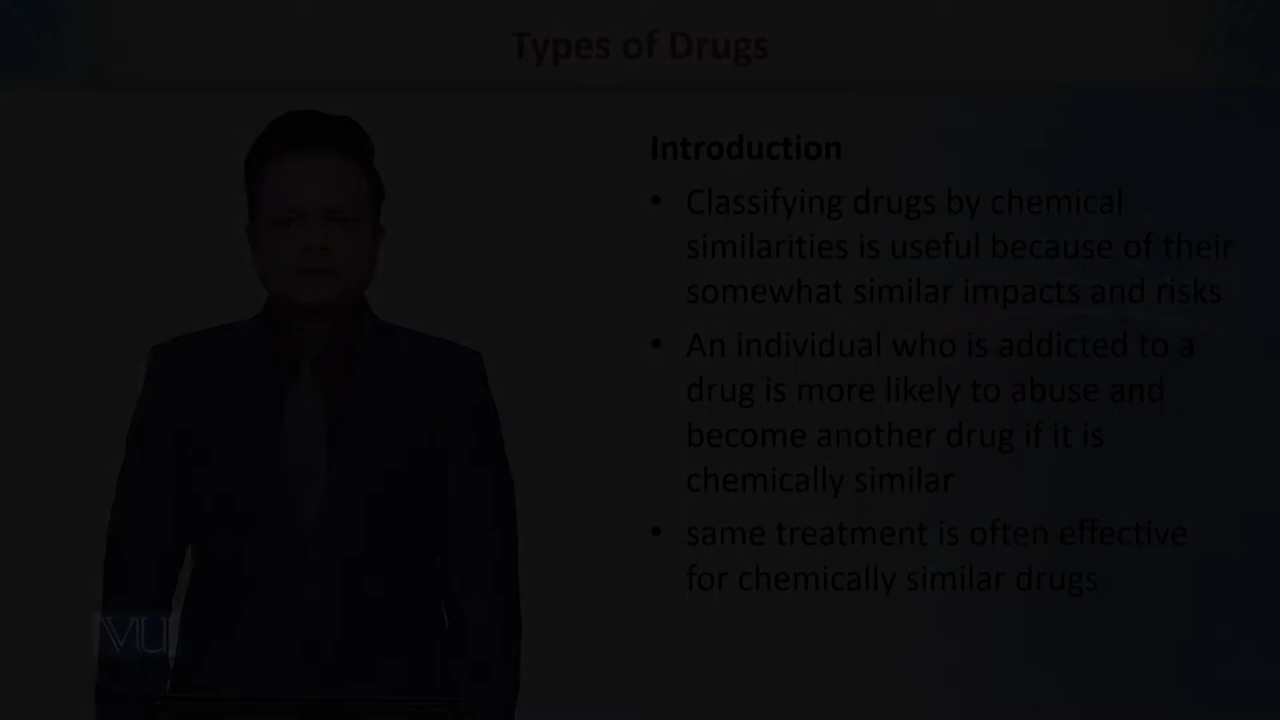 Types of Drugs
Introduction
• Classifying drugs by chemical
similarities is useful because of their
somewhat similar impacts and risks
• An individual who is addicted to a
drug is more likely to abuse and
become another drug if it is
chemically similar
• same treatment is often effective
for chemically similar drugs
VU